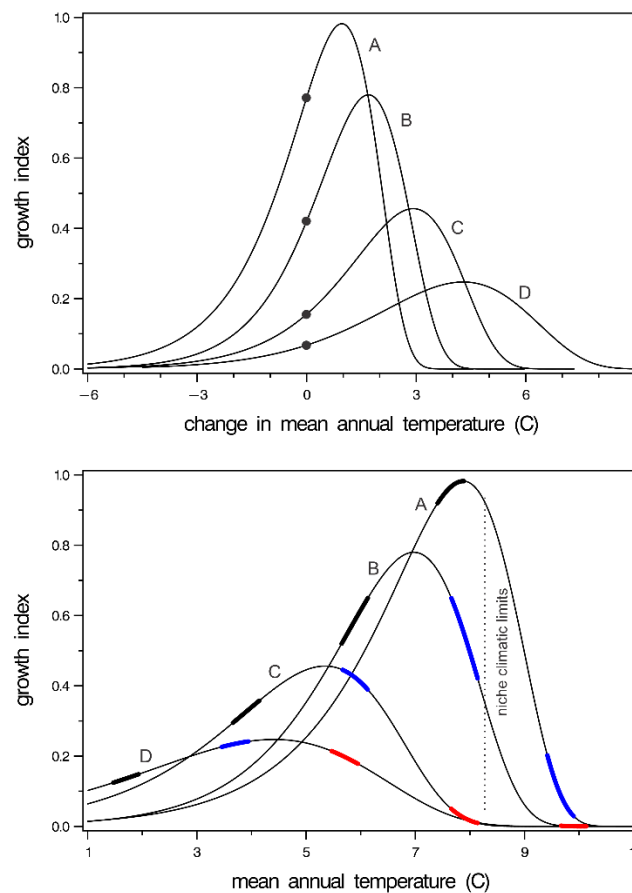 1.0
0.8
0.6
0.4
0.2
0.0
growth index
A
B
C
D
−6 −3 0 3 6
change in mean annual temperature (C)
1.0
0.8
0.6
0.4
0.2
0.0
growth index
A
B
C
D
niche climatic limits
1 3 5 7 9 1
mean annual temperature (C)